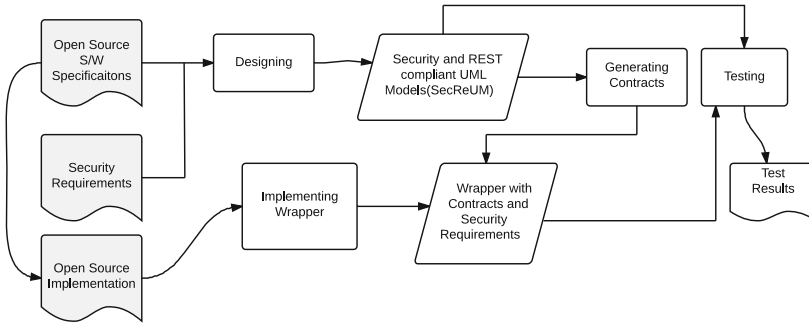 Open Source
S/W
Specificaitons
Designing
Security and REST
compliant UML
Models(SecReUM)
Generating
Contracts
Testing
Security
Requirements
Implementing
Wrapper
Wrapper with
Contracts and
Security
Requirements
Test
Results
Open Source
Implementation